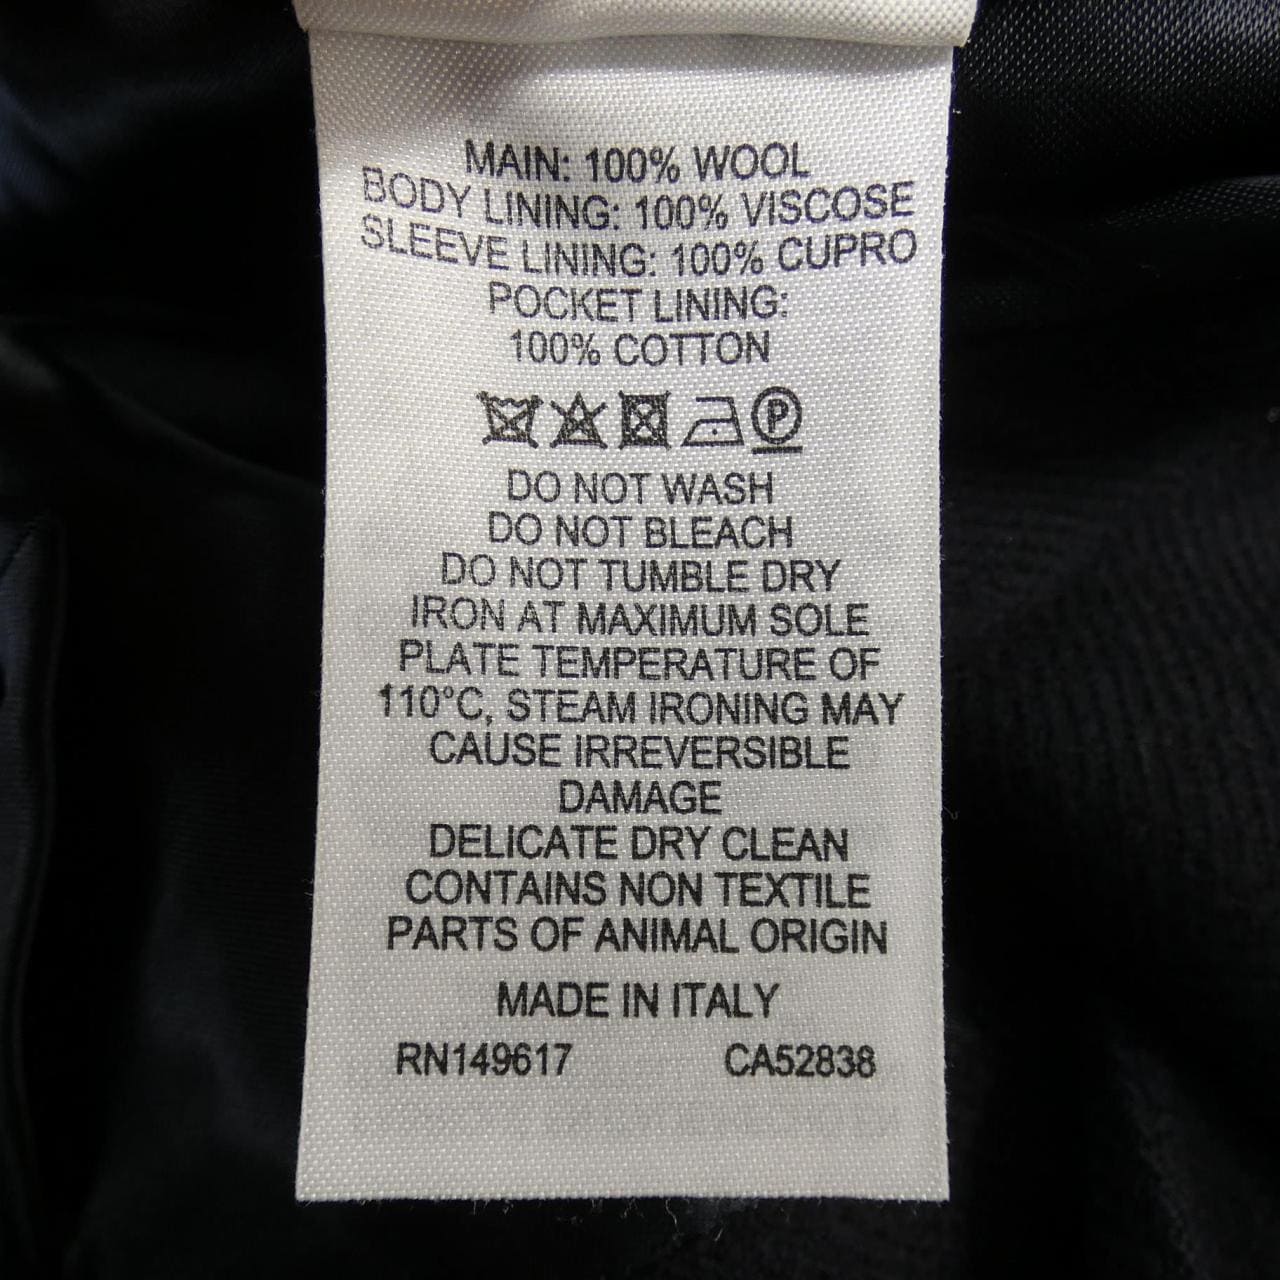 MAIN: 100% WOOL
BODY LINING: 100% VISCOSE
SLEEVE LINING: 100% CUPRO
POCKET LINING:
100% COTTON
P
DO NOT WASH
DO NOT BLEACH
DO NOT TUMBLE DRY
IRON AT MAXIMUM SOLE
PLATE TEMPERATURE OF
110°C, STEAM IRONING MAY
CAUSE IRREVERSIBLE
DAMAGE
DELICATE DRY CLEAN
CONTAINS NON TEXTILE
PARTS OF ANIMAL ORIGIN
MADE IN ITALY
RN149617 CA52838